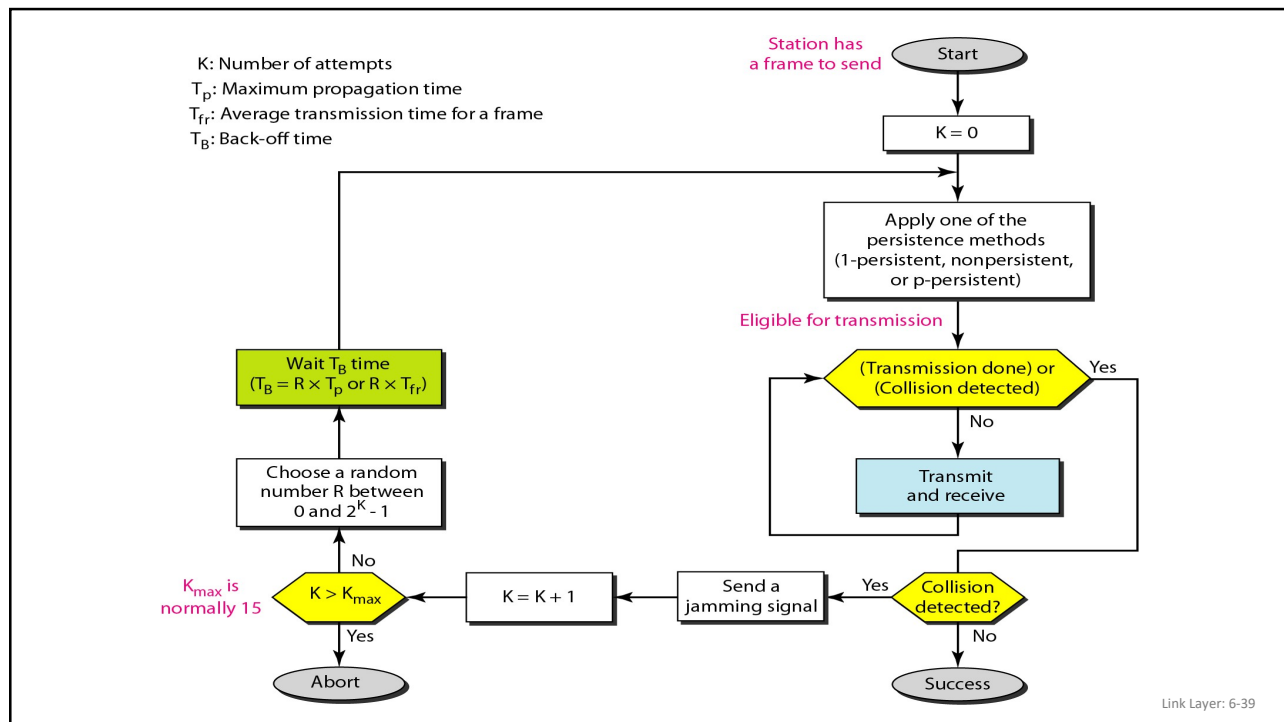 K: Number of attempts
Tp: Maximum propagation time
Tfr: Average transmission time for a frame
TB: Back-off time
Station has
a frame to send
Start
K = 0
Apply one of the
persistence methods
(1-persistent, nonpersistent,
or p-persistent)
Eligible for transmission
(Transmission done) or
(Collision detected)
Yes
No
Transmit
and receive
Wait TB time
(TB = R × Tp or R × Tfr)
Choose a random
number R between
0 and 2^K - 1
No
Kmax is
normally 15
K > Kmax
Yes
Abort
K = K + 1
Send a
jamming signal
Yes
Collision
detected?
No
Success
Link Layer: 6-39